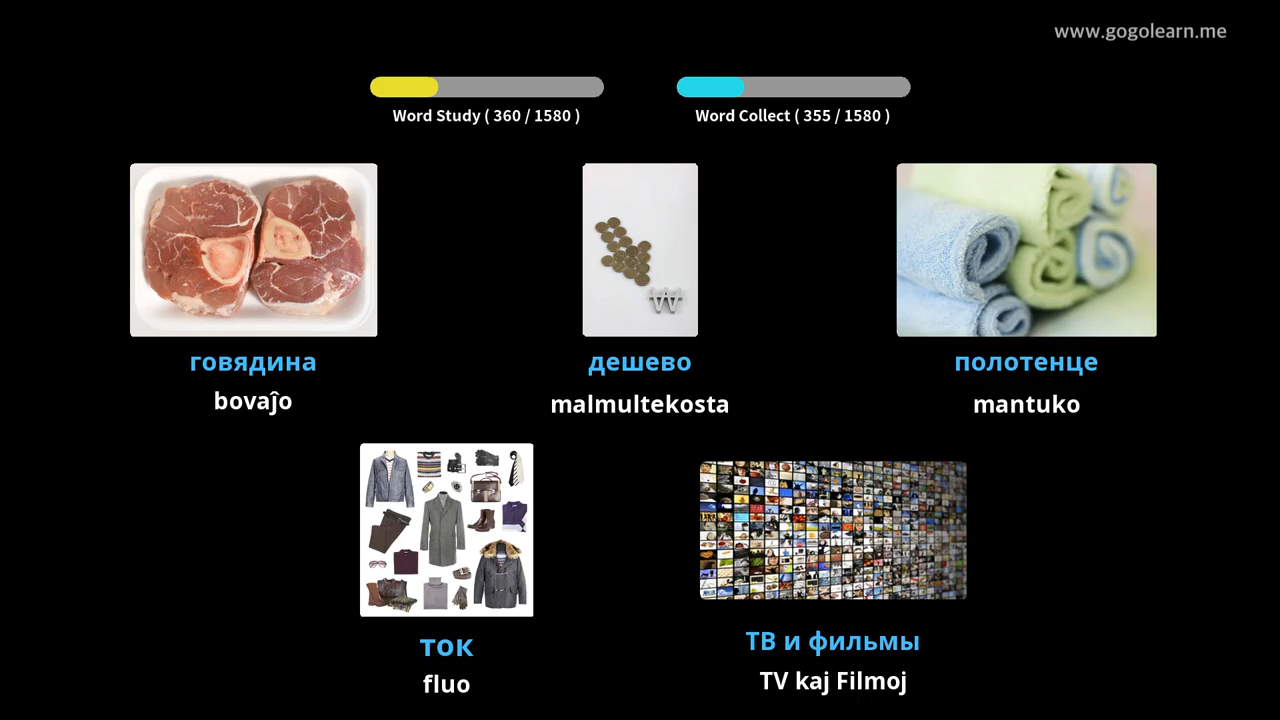 www.gogolearn.me
Word Study ( 360 / 1580 )
Word Collect ( 355 / 1580 )
говядина
дешево
полотенце
bovaĵo
malmultekosta
mantuko
ток
ТВ и фильмы
fluo
TV kaj Filmoj